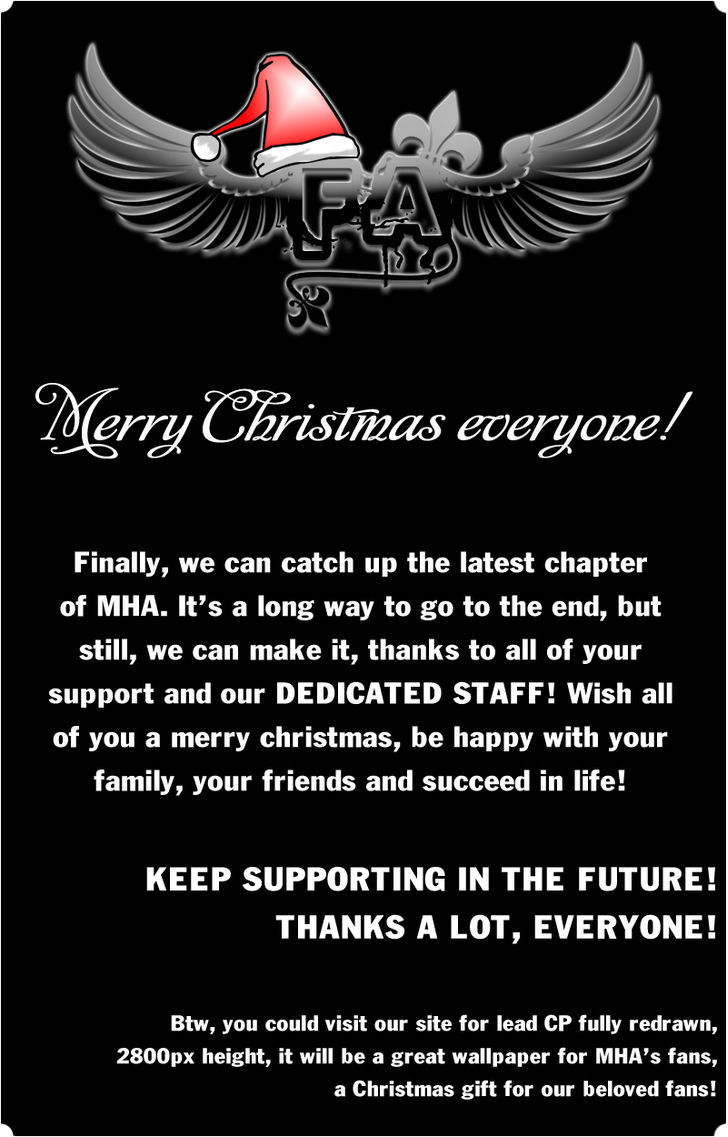 FA
Merry Christmas everyone!
Finally, we can catch up the latest chapter
of MHA. It's a long way to go to the end, but
still, we can make it, thanks to all of your
support and our DEDICATED STAFF! Wish all
of you a merry christmas, be happy with your
family, your friends and succeed in life!
KEEP SUPPORTING IN THE FUTURE!
THANKS A LOT, EVERYONE!
Btw, you could visit our site for lead CP fully redrawn,
2800px height, it will be a great wallpaper for MHA's fans,
a Christmas gift for our beloved fans!